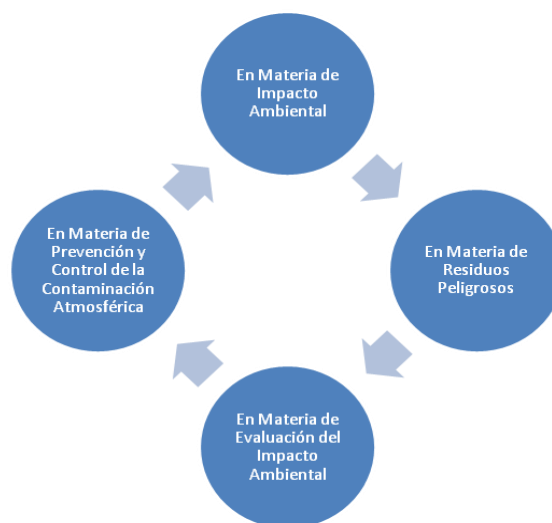 En Materia de
Impacto
Ambiental
En Materia de
Residuos
Peligrosos
En Materia de
Evaluación del
Impacto
Ambiental
En Materia de
Prevención y
Control de la
Contaminación
Atmosférica